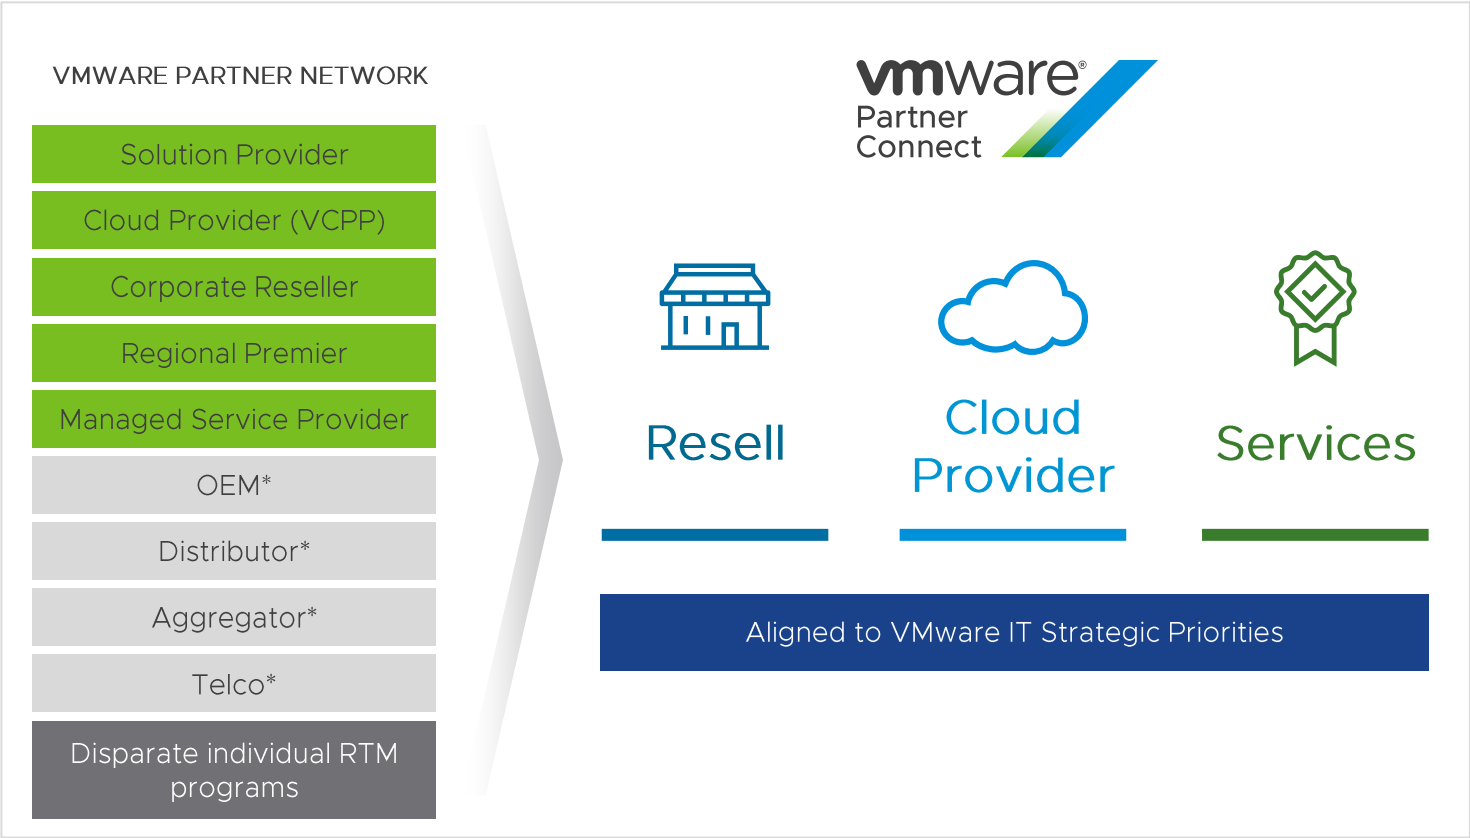 VMWARE PARTNER NETWORK
Solution Provider
Cloud Provider (VCPP)
Corporate Reseller
Regional Premier
Managed Service Provider
OEM*
Distributor*
Aggregator*
Telco*
Disparate individual RTM
programs
vmware®
Partner
Connect
Resell
Cloud
Provider
Services
Aligned to VMware IT Strategic Priorities